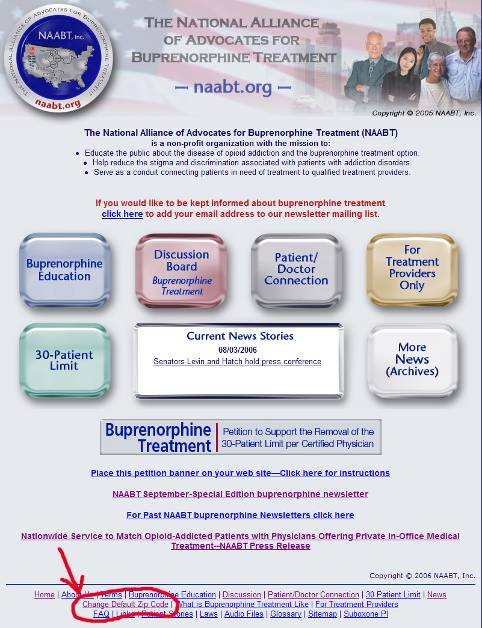 THE NATIONAL ALLIANCE OF ADVOCATES FOR BUPRENORPHINE TREATMENT
NAABT, Inc.
naabt.org
THE NATIONAL ALLIANCE
OF ADVOCATES FOR
BUPRENORPHINE TREATMENT
naabt.org
Copyright © 2005 NAABT, Inc.
The National Alliance of Advocates for Buprenorphine Treatment (NAABT)
is a non-profit organization with the mission to:
• Educate the public about the disease of opioid addiction and the buprenorphine treatment option.
• Help reduce the stigma and discrimination associated with patients with addiction disorders.
• Serve as a conduit connecting patients in need of treatment to qualified treatment providers.
If you would like to be kept informed about buprenorphine treatment
click here to add your email address to our newsletter mailing list.
Buprenorphine
Education
Discussion
Board
Buprenorphine
Treatment
Patient/
Doctor
Connection
For
Treatment
Providers
Only
30-Patient
Limit
Current News Stories
08/03/2006
Senators Levin and Hatch hold press conference
More
News
(Archives)
Buprenorphine
Treatment
Petition to Support the Removal of the
30-Patient Limit per Certified Physician
Place this petition banner on your web site—Click here for instructions
NAABT September-Special Edition buprenorphine newsletter
For Past NAABT buprenorphine Newsletters click here
Nationwide Service to Match Opioid-Addicted Patients with Physicians Offering Private In-Office Medical
Treatment--NAABT Press Release
Copyright © 2006 NAABT, Inc.
Home | About Us | Terms | Buprenorphine Education | Discussion | Patient/Doctor Connection | 30 Patient Limit | News
Change Default Zip Code | What is Buprenorphine Treatment Like | For Treatment Providers
FAQ | Links | Patient Stories | Laws | Audio Files | Glossary | Sitemap | Suboxone PI